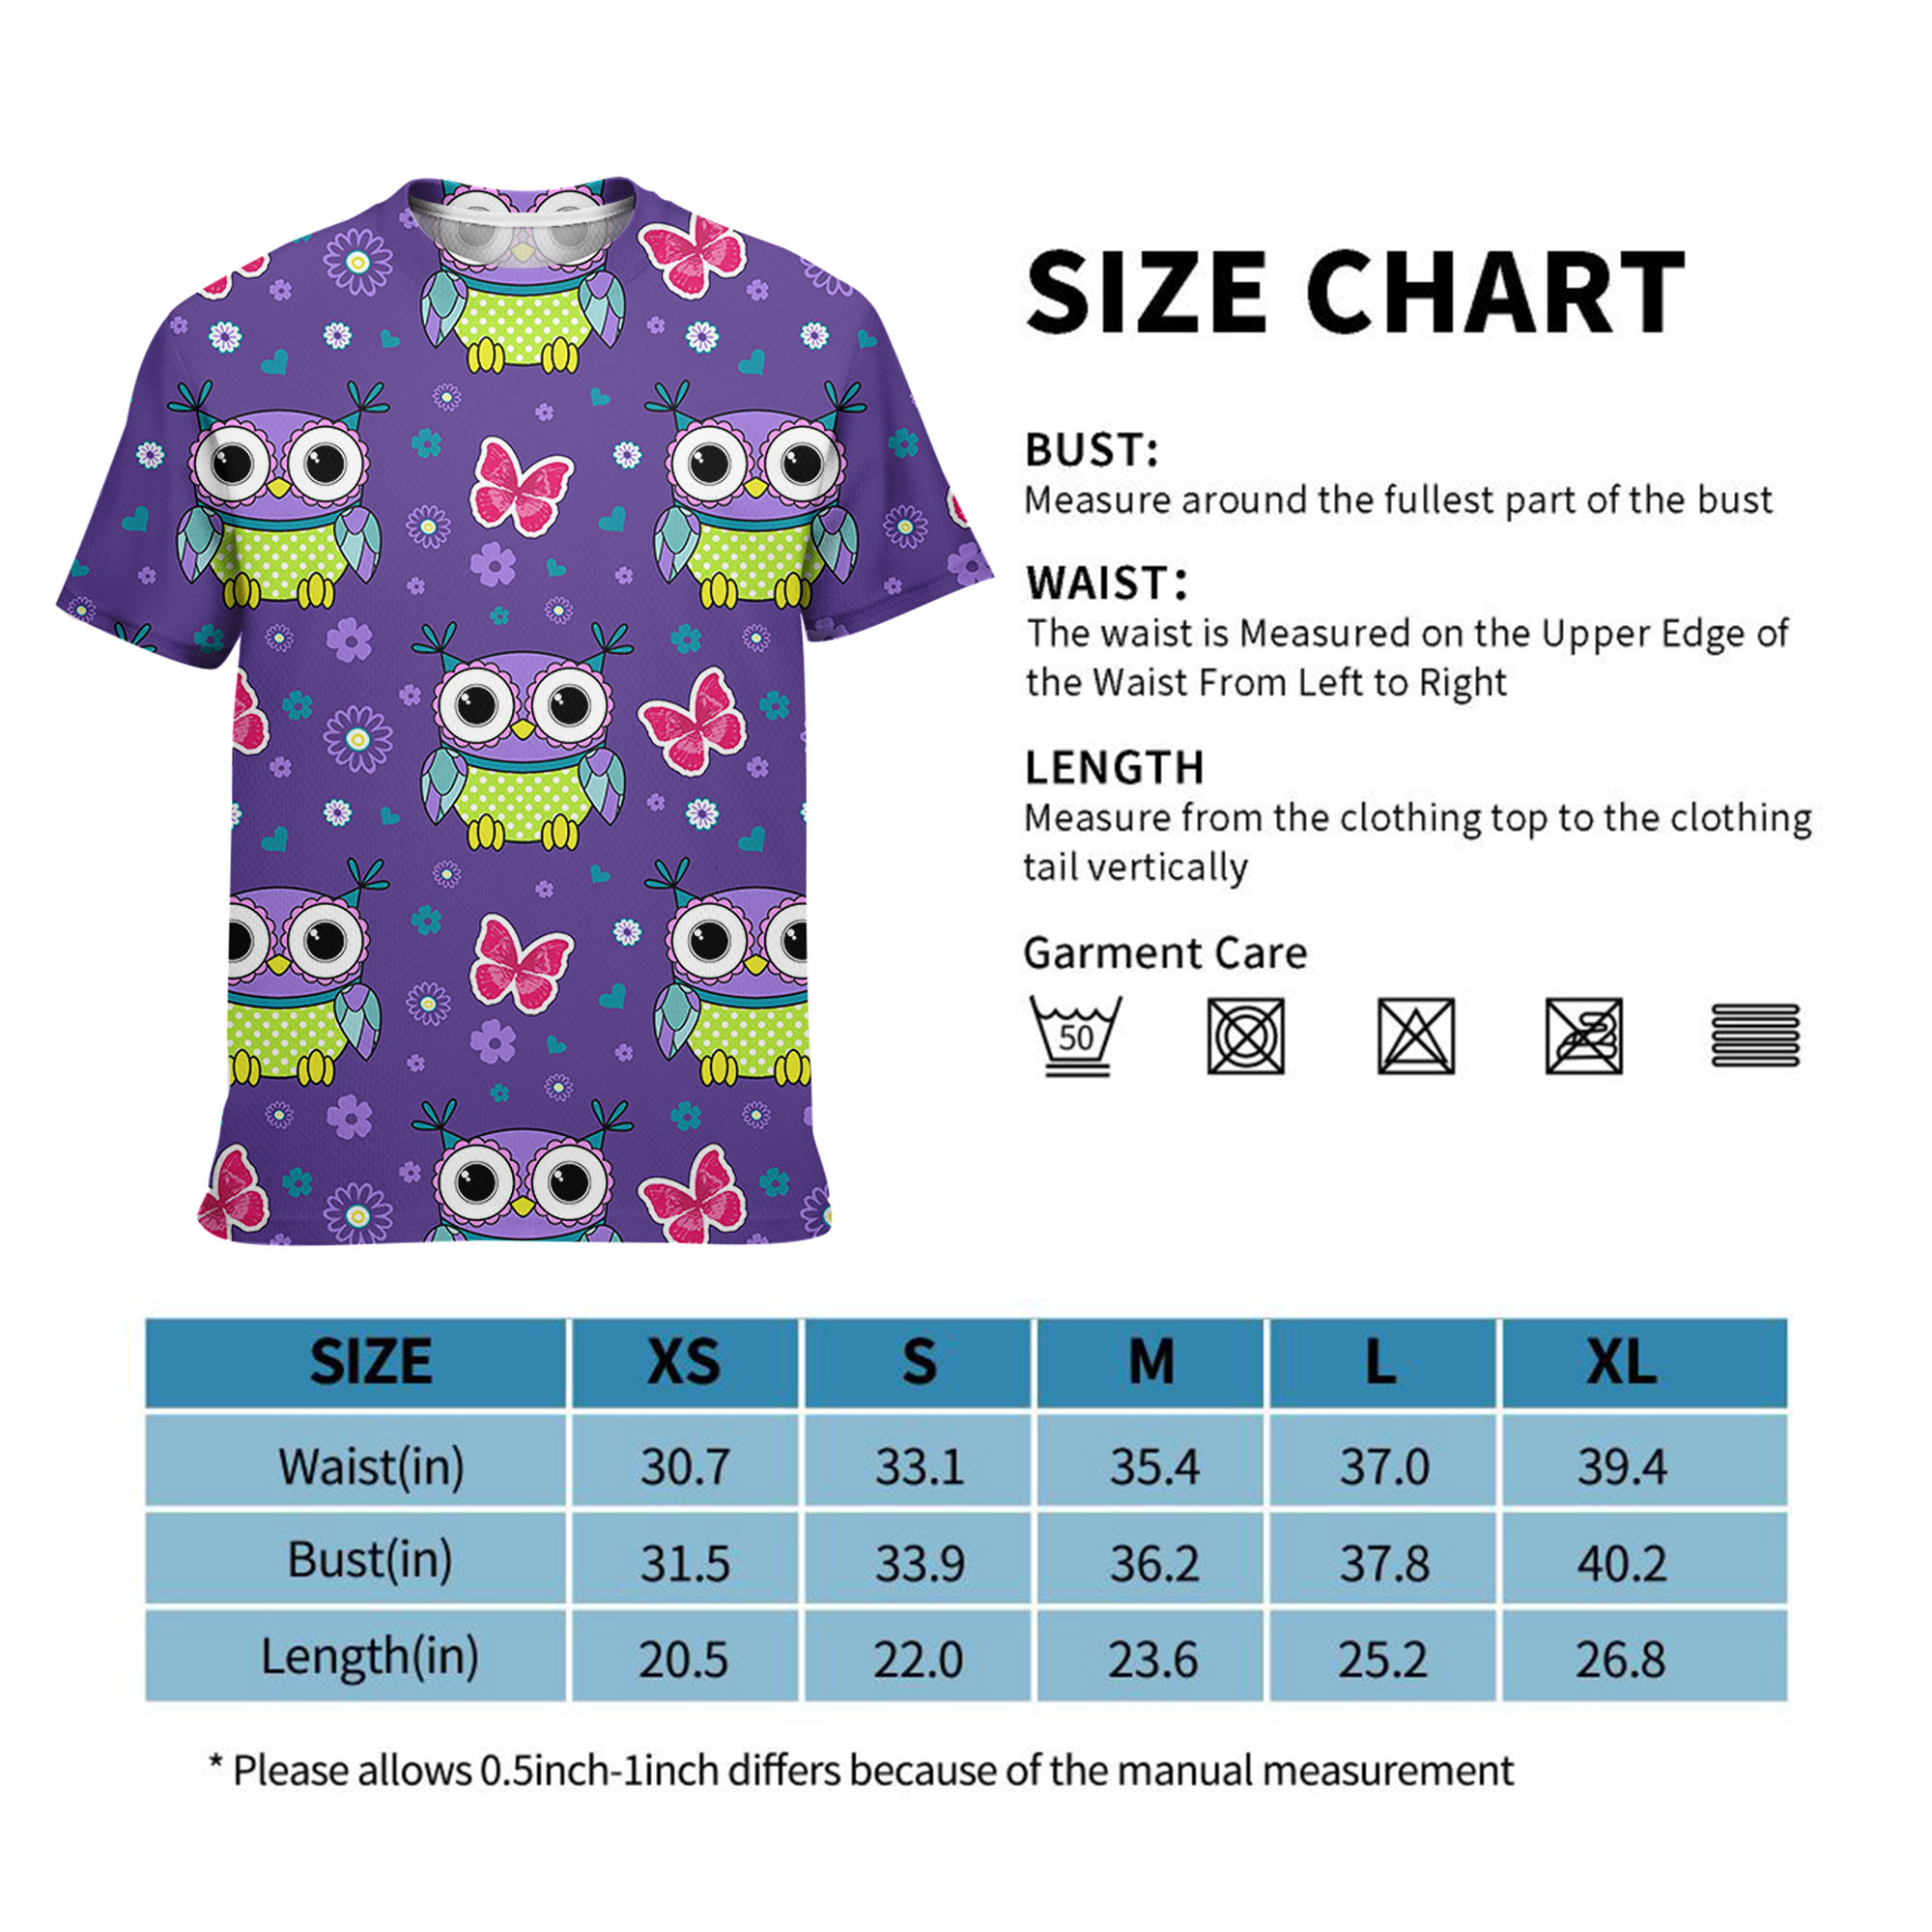 SIZE CHART
BUST:
Measure around the fullest part of the bust
WAIST:
The waist is Measured on the Upper Edge of
the Waist From Left to Right
LENGTH
Measure from the clothing top to the clothing
tail vertically
Garment Care
50
SIZE XS S M L XL
Waist(in) 30.7 33.1 35.4 37.0 39.4
Bust(in) 31.5 33.9 36.2 37.8 40.2
Length(in) 20.5 22.0 23.6 25.2 26.8
* Please allows 0.5inch-1inch differs because of the manual measurement